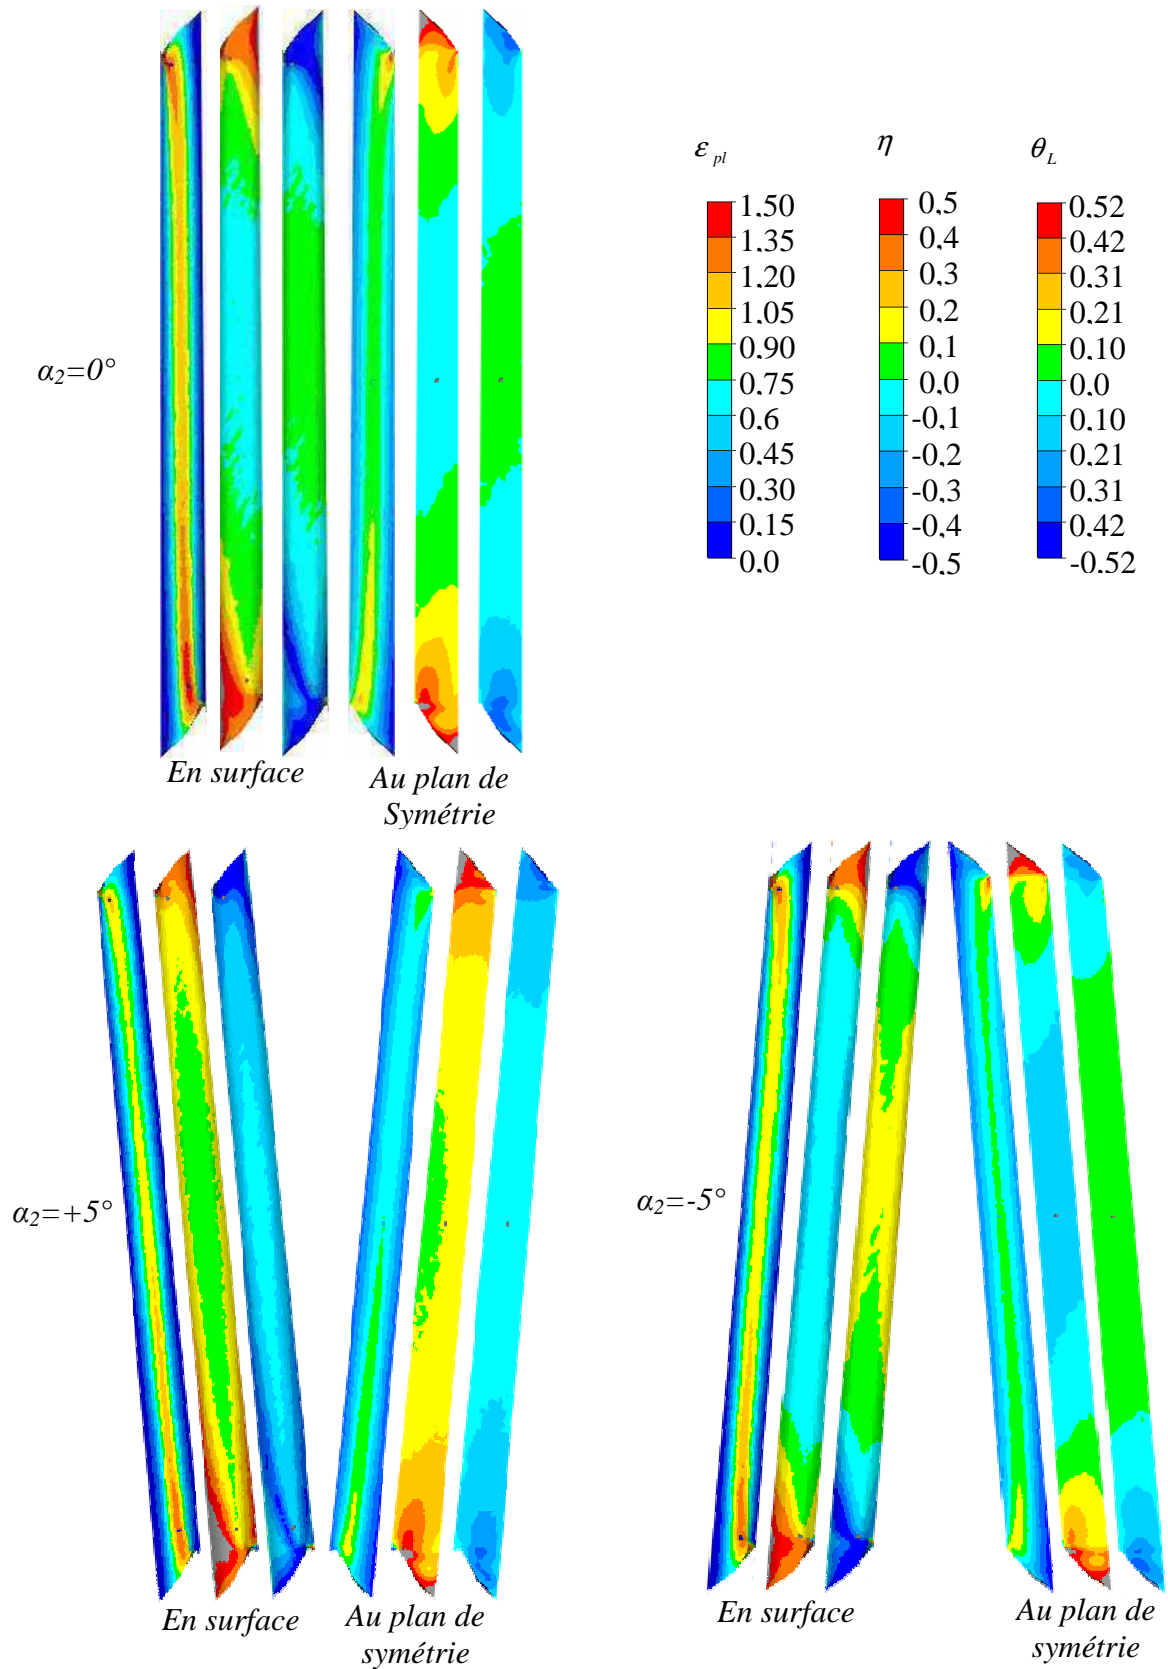 ε pl η θ L
1.50 0,5 0.52
1.35 0,4 0.42
1.20 0,3 0.31
1.05 0,2 0.21
0.90 0,1 0.10
0.75 0,0 0.0
0.6 -0,1 0.10
0.45 -0,2 0.21
0.30 -0,3 0.31
0.15 -0,4 0.42
0.0 -0,5 -0.52
α2=0°
En surface Au plan de
Symétrie
α2=+5° α2=-5°
En surface Au plan de En surface Au plan de
symétrie symétrie